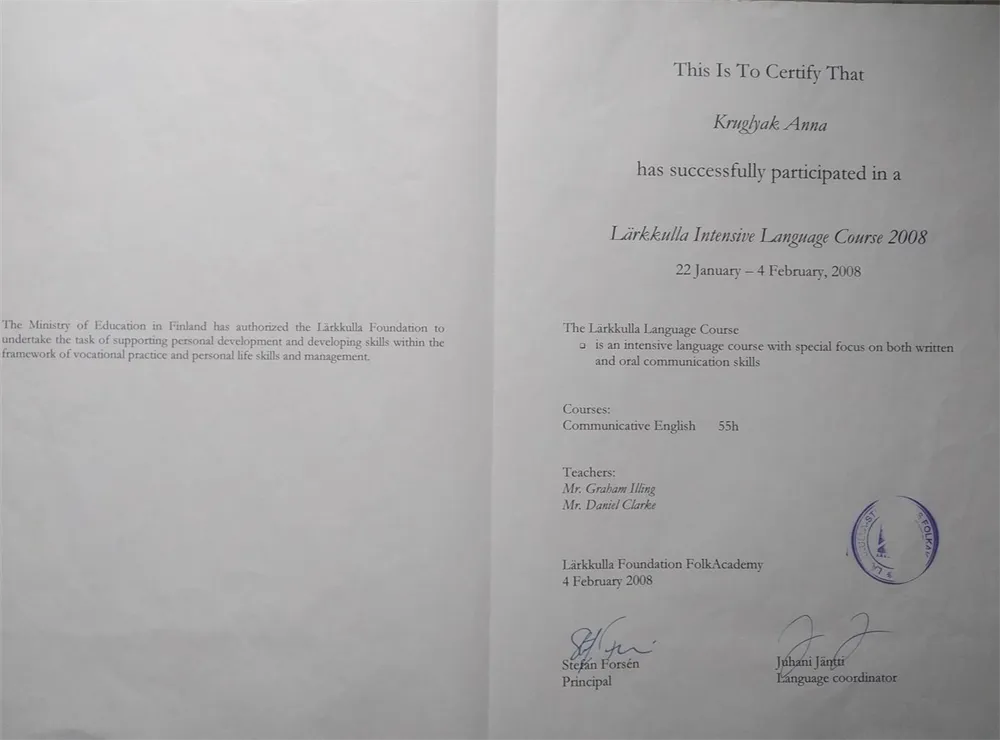 The Ministry of Education in Finland has authorized the Lärkkulla Foundation to
undertake the task of supporting personal development and developing skills within the
framework of vocational practice and personal life skills and management.
This Is To Certify That
Kruglyak Anna
has successfully participated in a
Lärkkulla Intensive Language Course 2008
22 January – 4 February, 2008
The Lärkkulla Language Course
is an intensive language course with special focus on both written
and oral communication skills
Courses:
Communicative English 55h
Teachers:
Mr. Graham Illing
Mr. Daniel Clarke
Lärkkulla Foundation FolkAcademy
4 February 2008
Stefan Forsén
Principal
Juhani Jäntti
Language coordinator